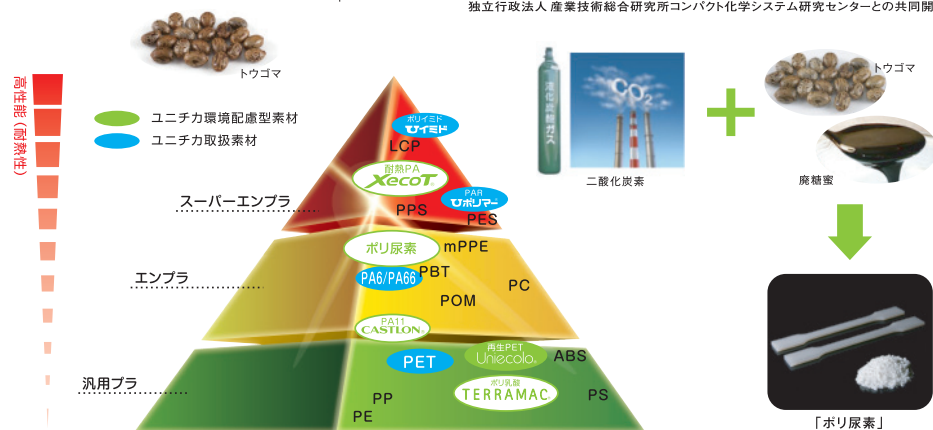 独立行政法人 産業技術総合研究所コンパクト化学システム研究センターとの共同開
トウゴマ
高性能（耐熱性）
ユニチカ環境配慮型素材
ユニチカ取扱素材
ポリイミド
Uイミド
LCP
耐熱PA
XecoT®
スーパーエンプラ
PAR
Uポリマー®
PPS
PES
ポリ尿素
mPPE
エンプラ
PA6/PA66
PBT
PC
POM
PA11
CASTLON®
再生PET
Uniecolo®
ABS
PET
汎用プラ
ポリ乳酸
TERRAMAC®
PP
PS
PE
液化炭酸ガス
CO2
二酸化炭素
トウゴマ
廃糖蜜
「ポリ尿素」